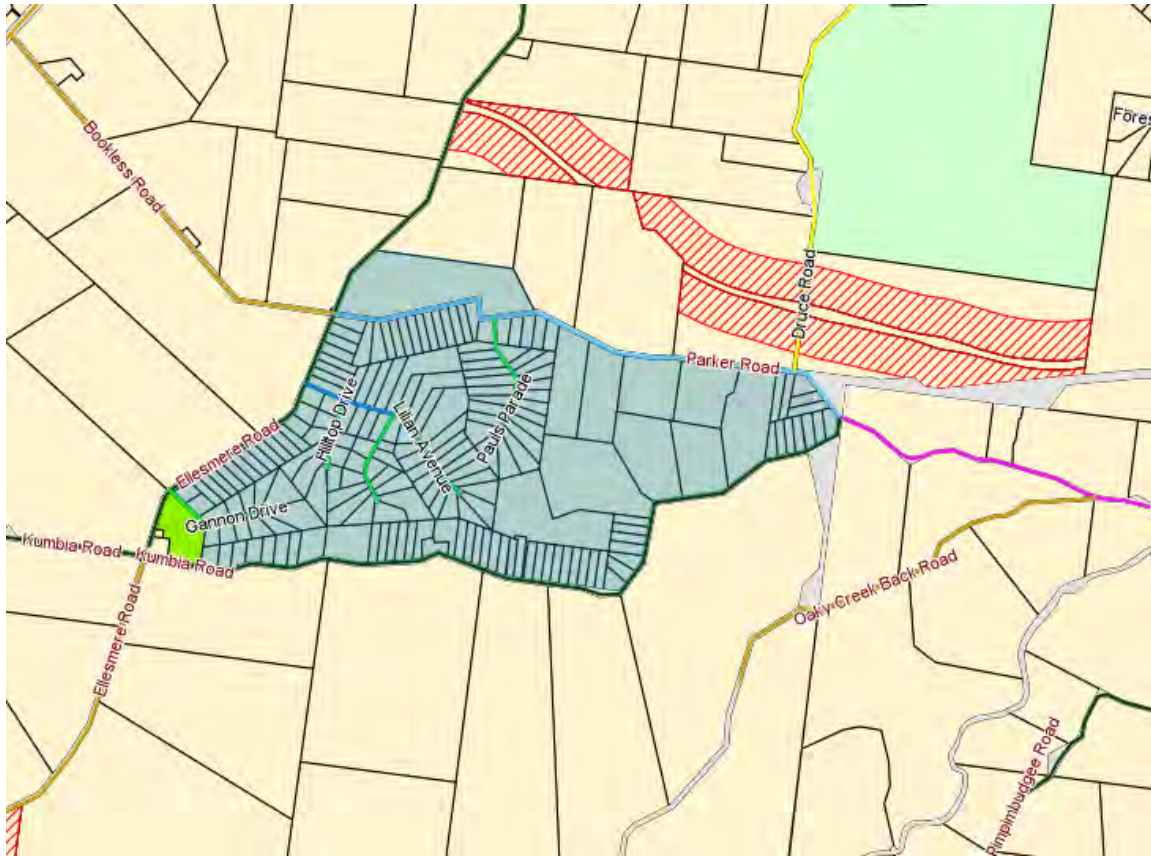 Fores
Bookless Road
Druce Road
Parker Road
Hilltop Drive
Lilian Avenue
Pauls Parade
Ellesmere Road
Gannon Drive
Kumbia Road
Kumbia Road
Oaky Creek Back Road
Ellesmere Road
Pimpimbudgee Road